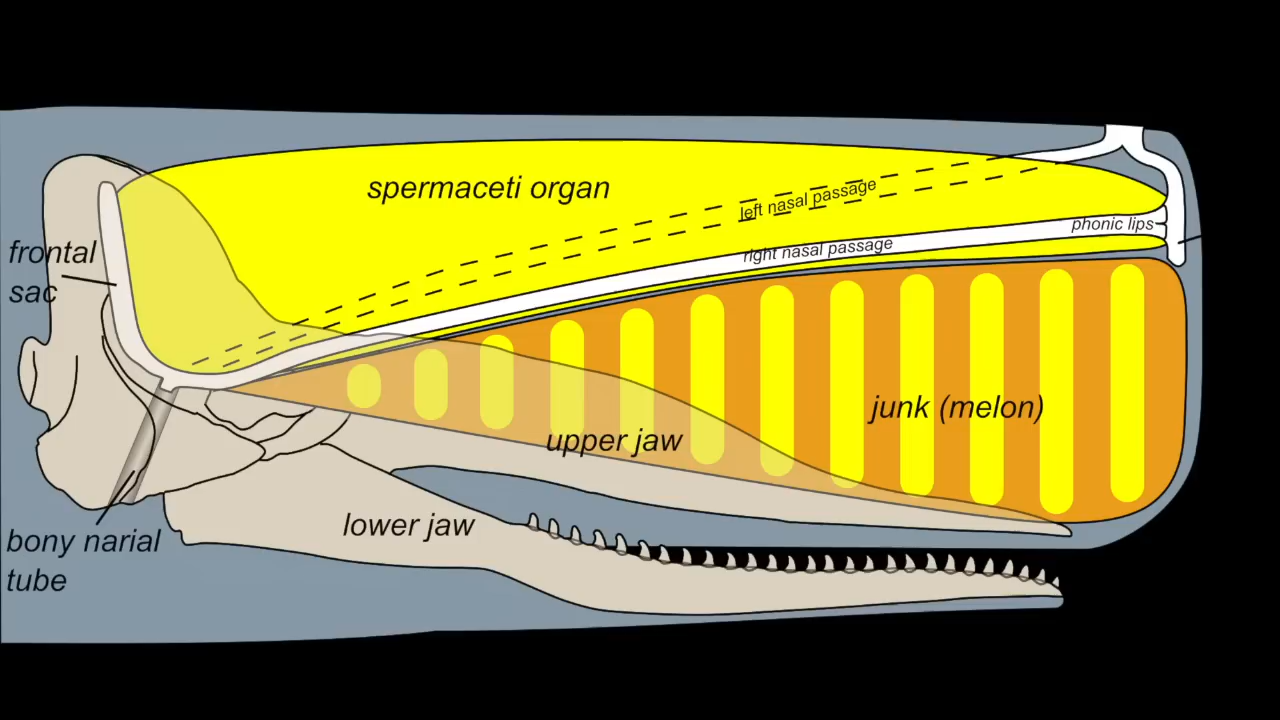 spermaceti organ
left nasal passage
phonic lips
right nasal passage
frontal
sac
junk (melon)
upper jaw
lower jaw
bony narial
tube